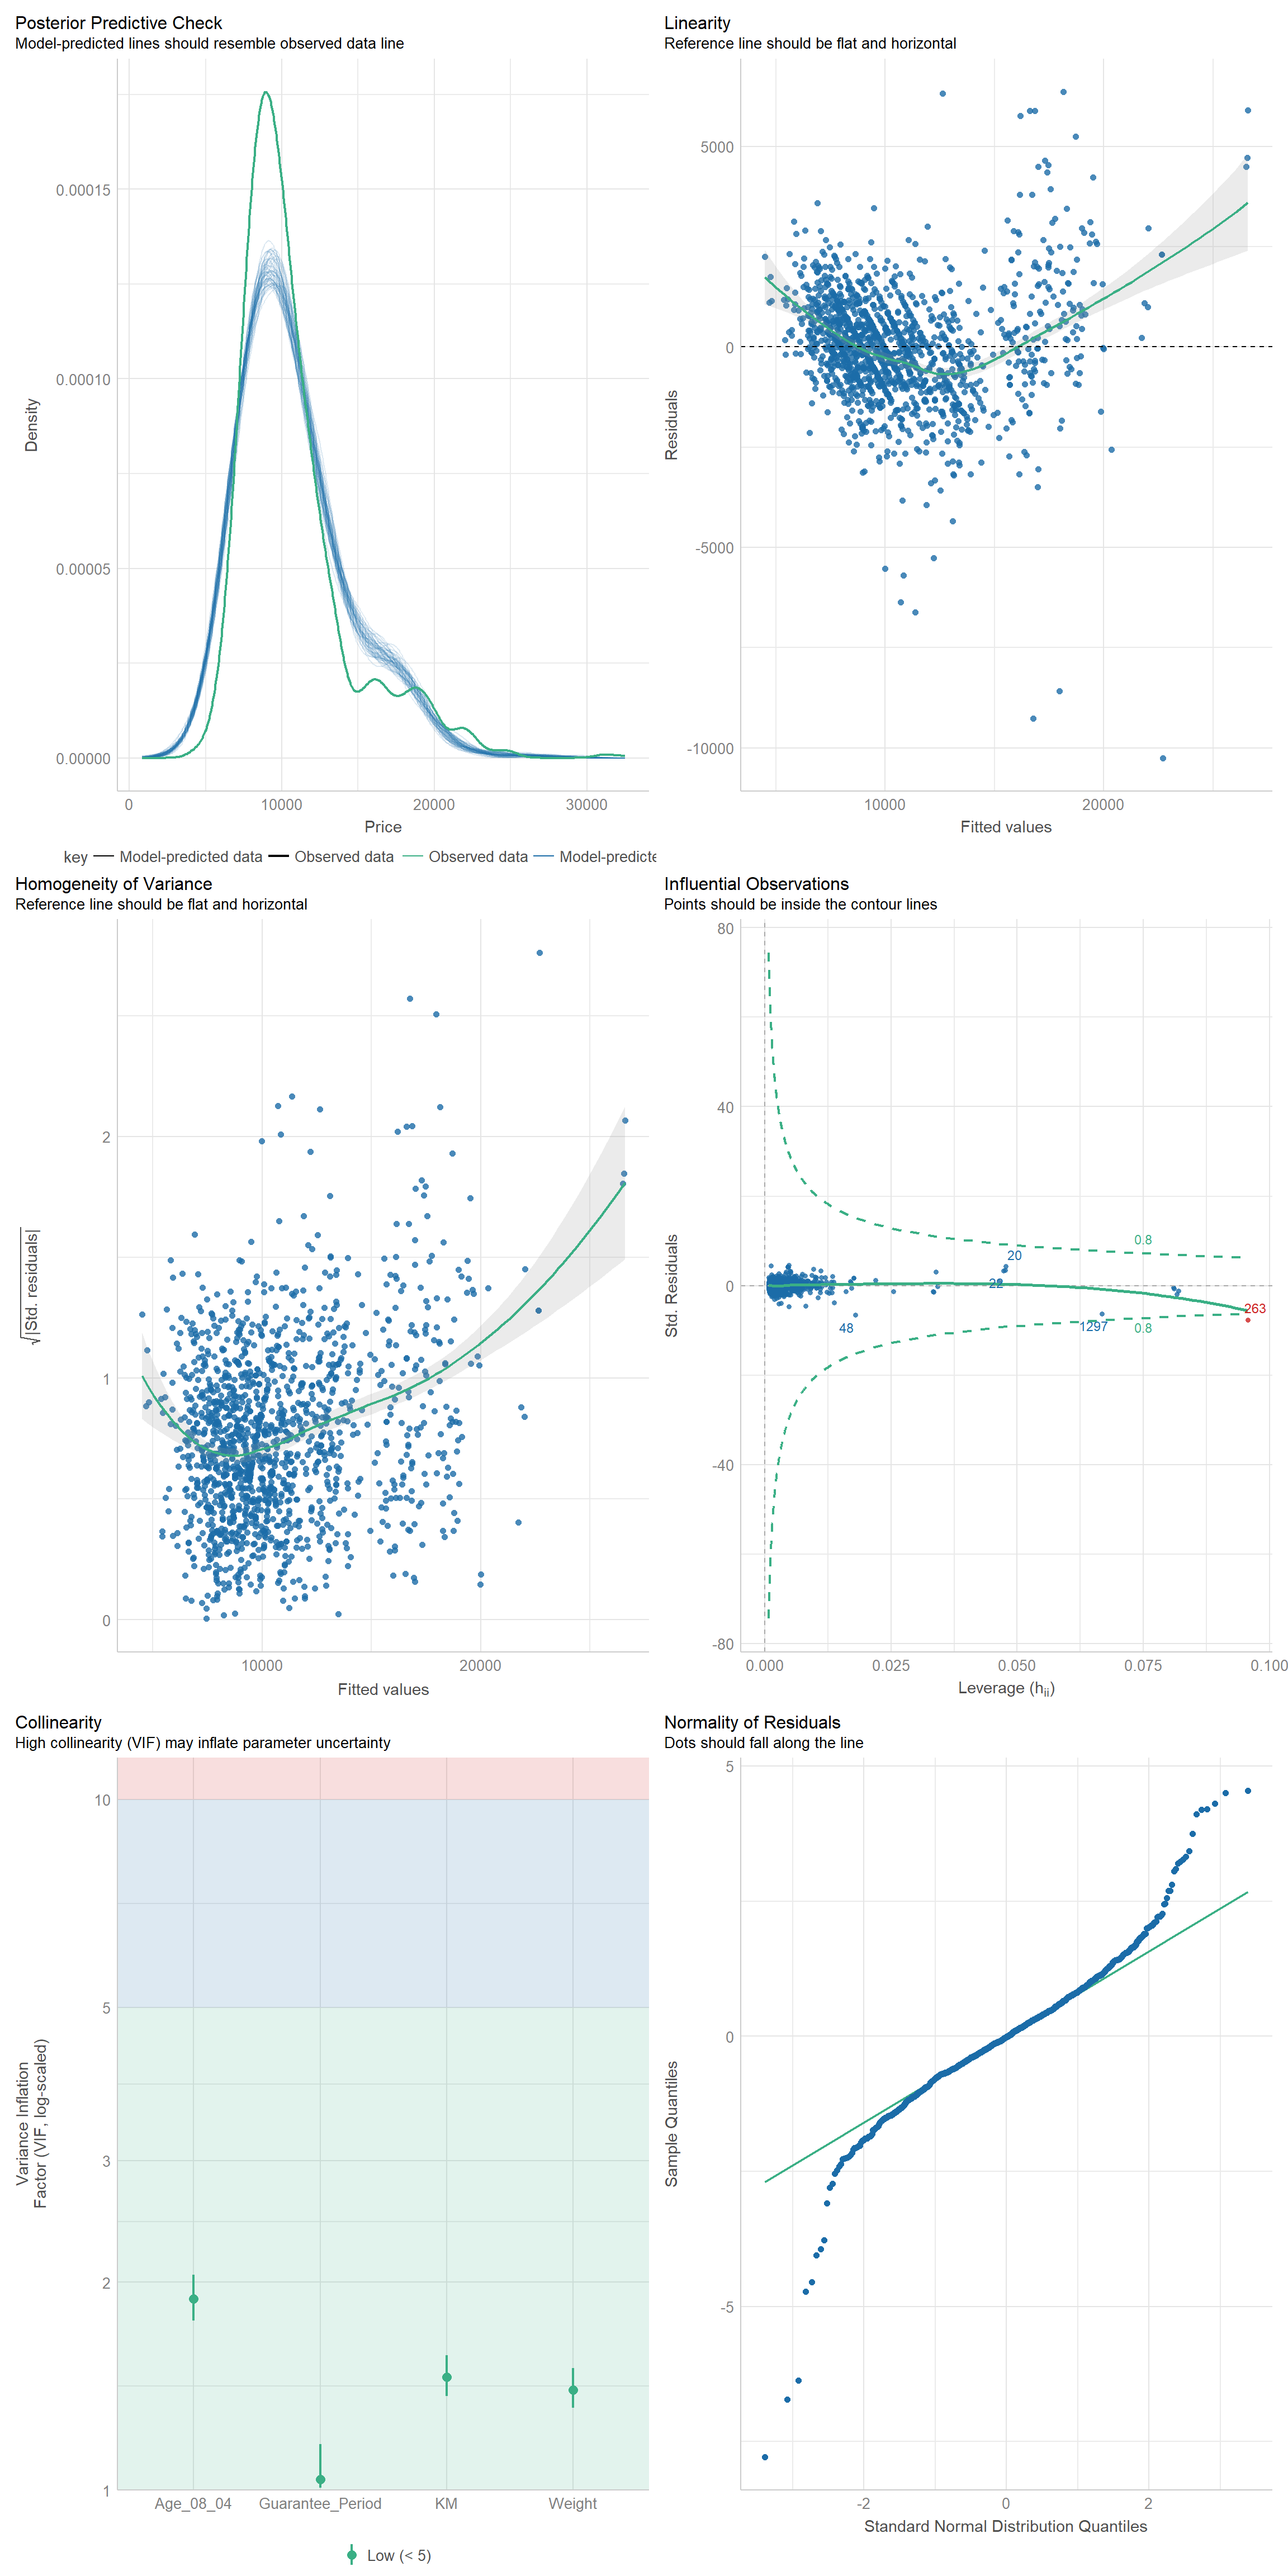 Posterior Predictive Check
Model-predicted lines should resemble observed data line
0.00015
0.00010
0.00005
0.00000
Density
0
10000
20000
30000
Price
key Model-predicted data Observed data Observed data Model-predicte
Linearity
Reference line should be flat and horizontal
5000
0
-5000
-10000
Residuals
10000
20000
Fitted values
Homogeneity of Variance
Reference line should be flat and horizontal
2
1
0
√|Std. residuals|
10000
20000
Fitted values
Influential Observations
Points should be inside the contour lines
80
40
0
-40
-80
Std. Residuals
0.8
20
22
263
48
1297
0.8
0.000
0.025
0.050
0.075
0.100
Leverage (hii)
Collinearity
High collinearity (VIF) may inflate parameter uncertainty
10
5
3
2
1
Variance Inflation
Factor (VIF, log-scaled)
Age_08_04
Guarantee_Period
KM
Weight
Low (< 5)
Normality of Residuals
Dots should fall along the line
5
0
-5
Sample Quantiles
-2
0
2
Standard Normal Distribution Quantiles